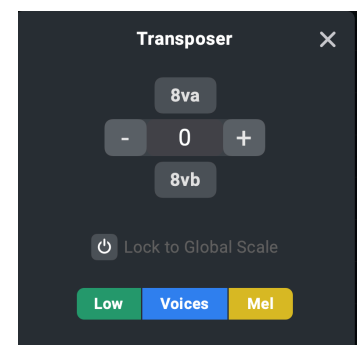 Transposer
8va
- 0 +
8vb
Lock to Global Scale
Low Voices Mel